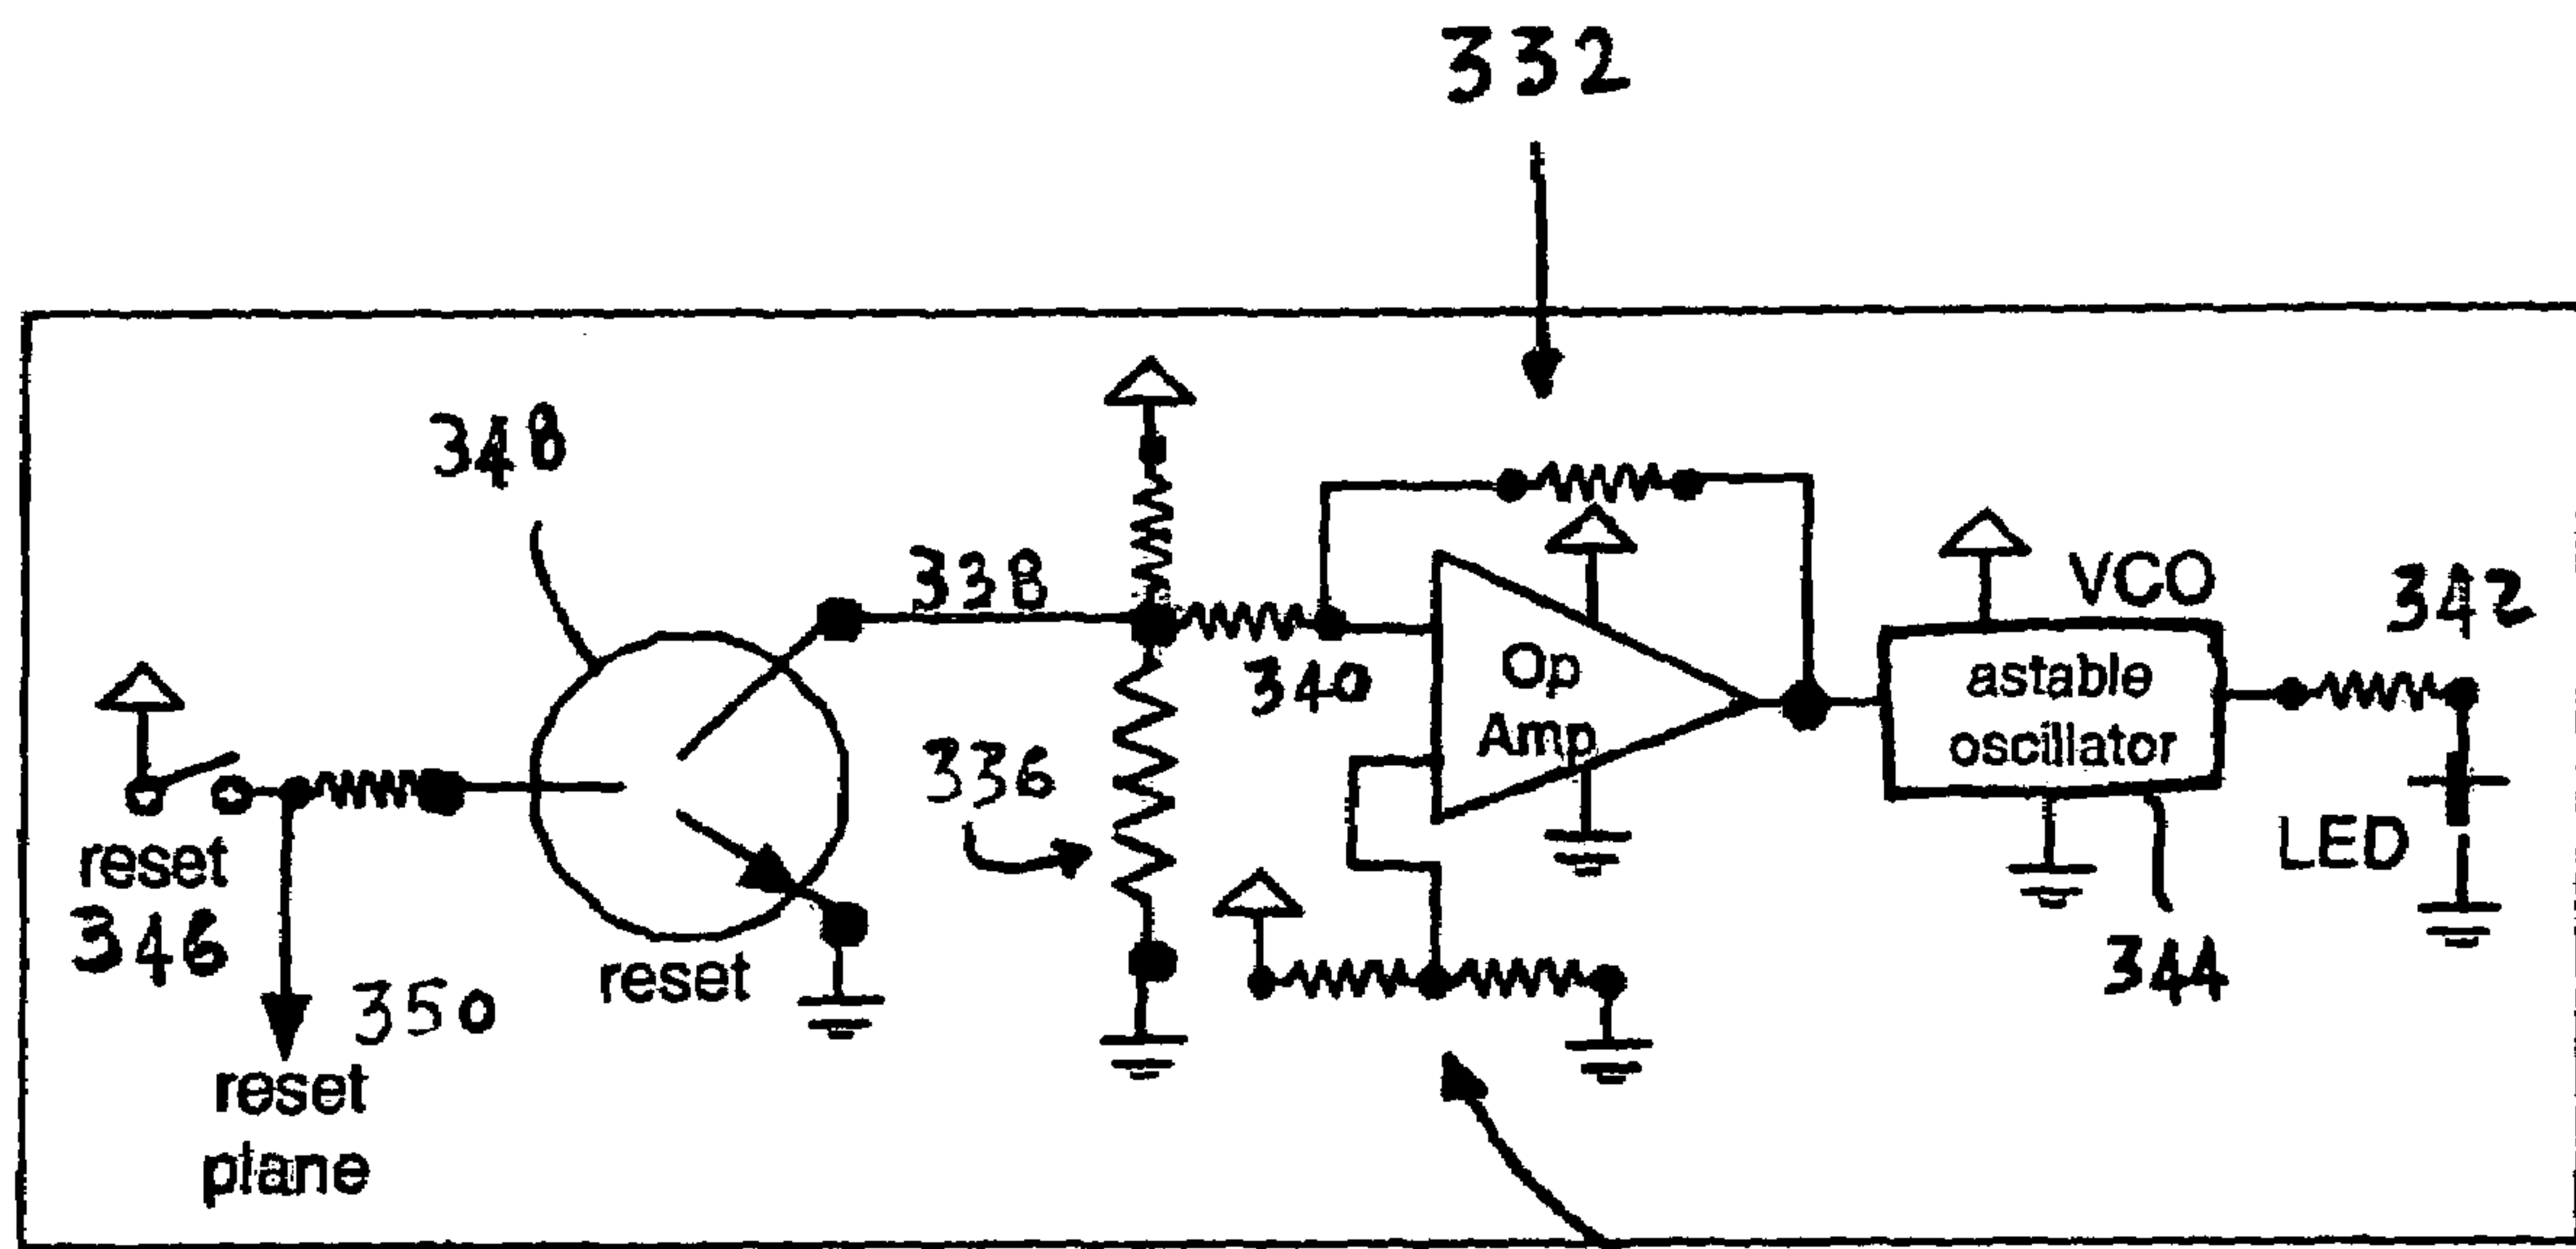 332
348
338
VCO
342
Op
Amp
340
astable
oscillator
336
reset
346
LED
reset
344
350
reset
plane